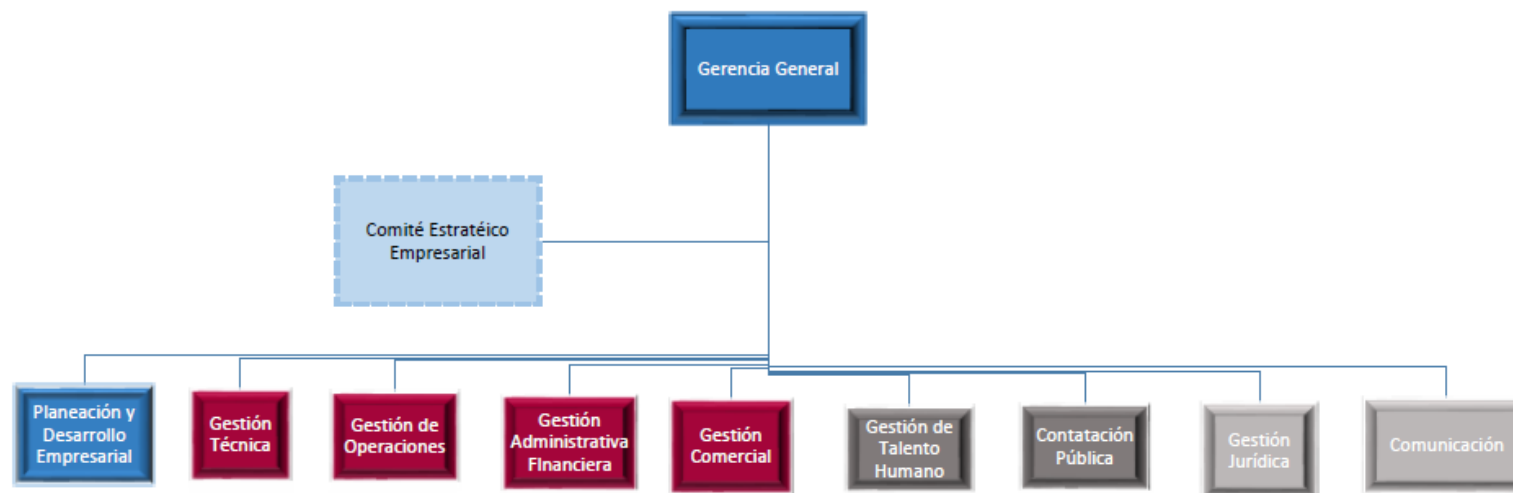 Gerencia General
Comité Estratéico
Empresarial
Planeación y
Desarrollo
Empresarial
Gestión
Técnica
Gestión de
Operaciones
Gestión
Administrativa
FInanciera
Gestión
Comercial
Gestión de
Talento
Humano
Contatación
Pública
Gestión
Jurídica
Comunicación